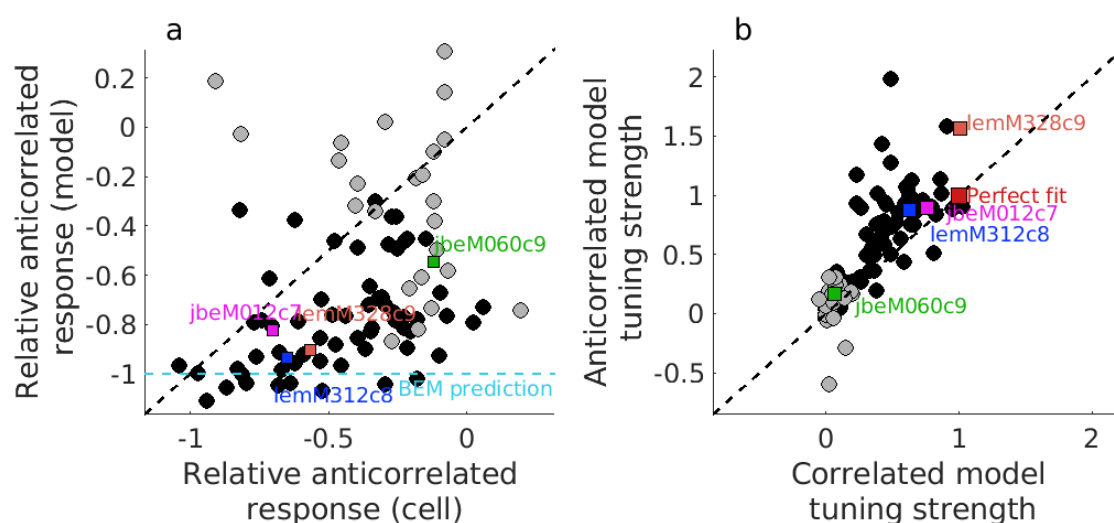 a
Relative anticorrelated
response (model)
0.2
0
-0.2
-0.4
-0.6
-0.8
-1
jbeM060c9
jbeM012c7
lemM328c9
lemM312c8
BEM prediction
-1
-0.5
0
Relative anticorrelated
response (cell)
b
Anticorrelated model
tuning strength
2
1.5
1
0.5
0
-0.5
lemM328c9
Perfect fit
jbeM012c7
lemM312c8
jbeM060c9
0
1
2
Correlated model
tuning strength